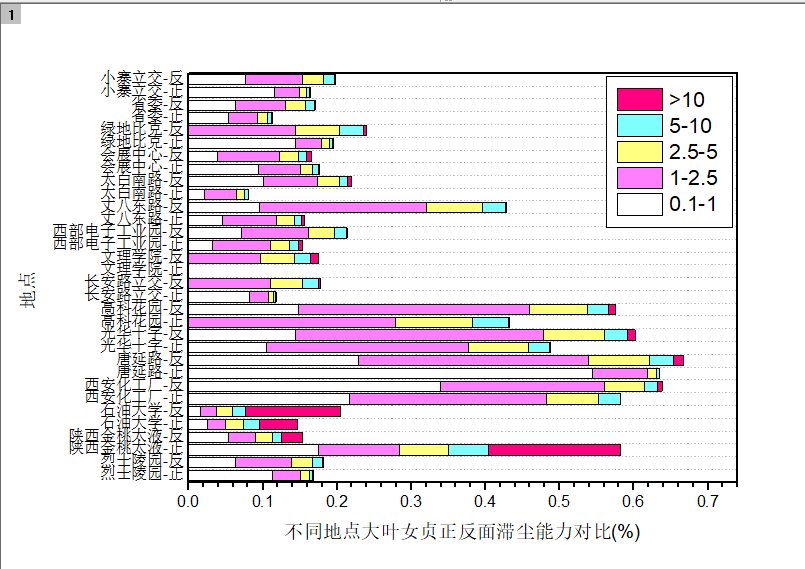 1
小寨立交-反
小寨立交-正
省委-反
省委-正
绿地比克-反
绿地比克-正
会展中心-反
会展中心-正
太白南路-反
太白南路-正
丈八东路-反
丈八东路-正
西部电子工业园-反
西部电子工业园-正
文理学院-反
文理学院-正
长安路立交-反
长安路立交-正
高科花园-反
高科花园-正
光华十字-反
光华十字-正
唐延路-反
唐延路-正
西安化工厂-反
西安化工厂-正
石油大学-反
石油大学-正
陕西金桃太液-反
陕西金桃太液-正
烈士陵园-反
烈士陵园-正
>10
5-10
2.5-5
1-2.5
0.1-1
地点
0.0 0.1 0.2 0.3 0.4 0.5 0.6 0.7
不同地点大叶女贞正反面滞尘能力对比(%)